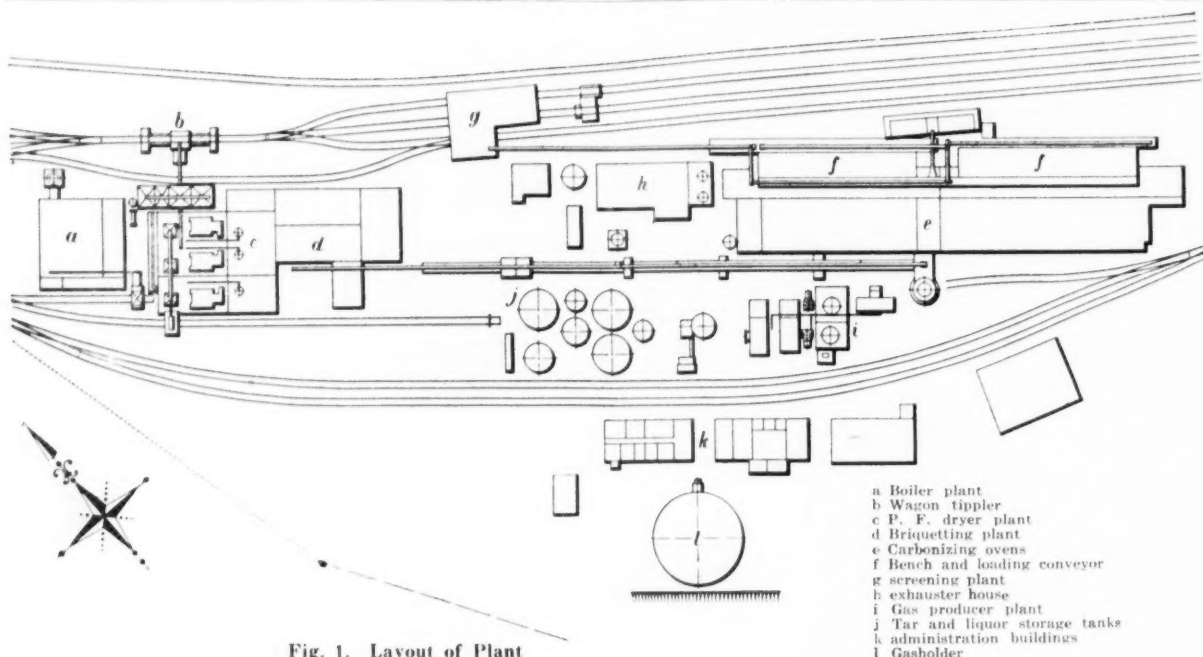 b
g
f
f
h
a
c
d
e
j
i
k
l
a Boiler plant
b Wagon tippler
c P. F. dryer plant
d Briquetting plant
e Carbonizing ovens
f Bench and loading conveyor
g screening plant
h exhauster house
i Gas producer plant
j Tar and liquor storage tanks
k administration buildings
l Gasholder
Fig. 1. Layout of Plant